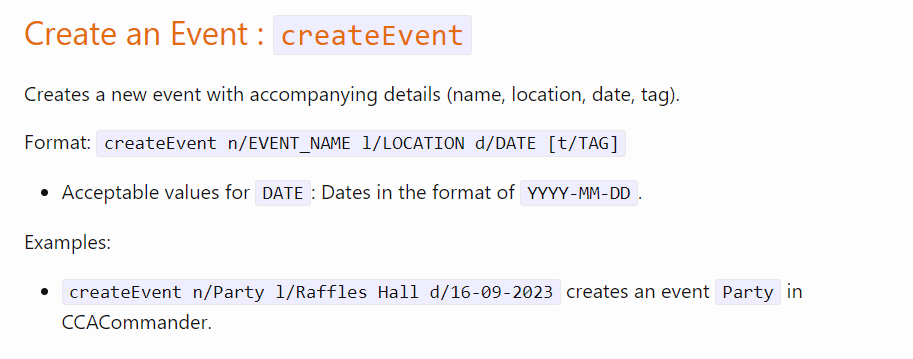 Create an Event : createEvent
Creates a new event with accompanying details (name, location, date, tag).
Format: createEvent n/EVENT_NAME l/LOCATION d/DATE [t/TAG]
• Acceptable values for DATE: Dates in the format of YYYY-MM-DD.
Examples:
• createEvent n/Party l/Raffles Hall d/16-09-2023 creates an event Party in
CCACommander.